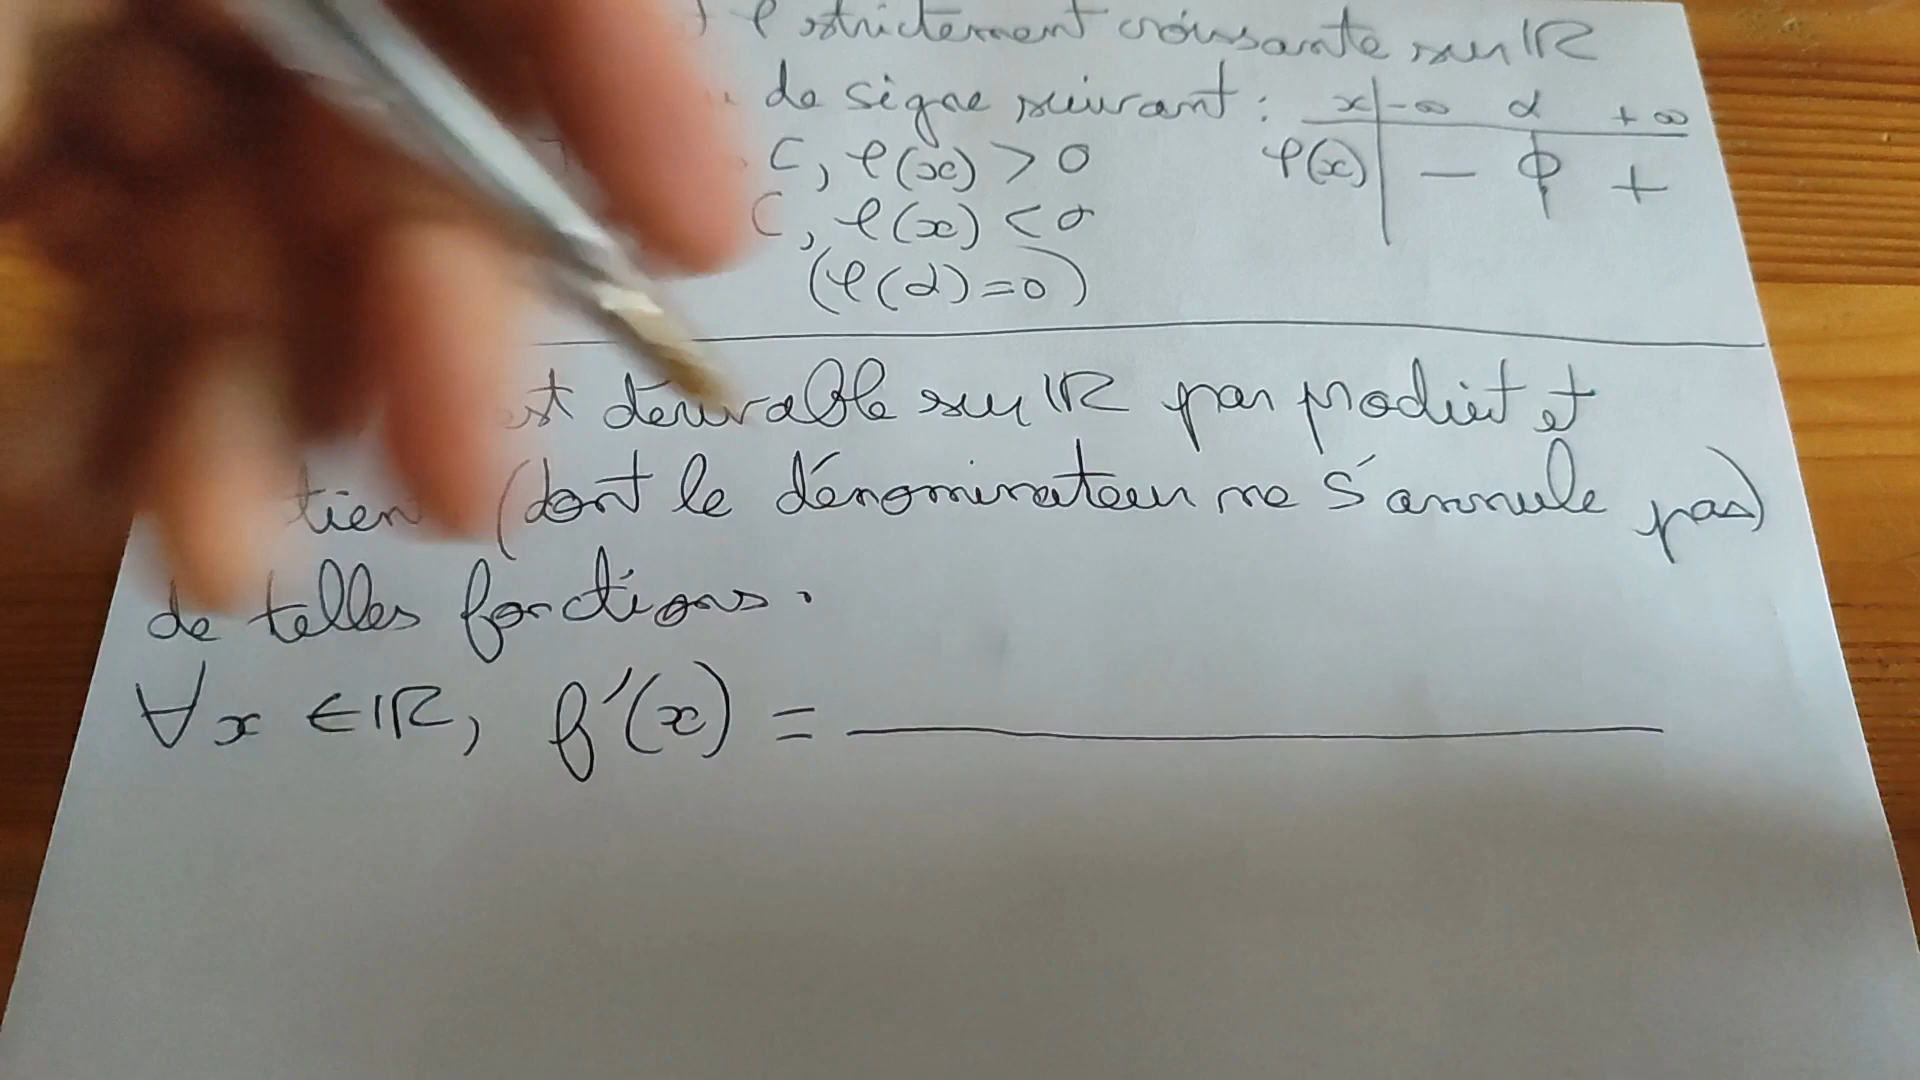 φ strictement croissante sur ℝ
de signe suivant : x -∞ α +∞
C, φ(x) > 0 φ(x) - 0 +
C, φ(x) < 0
(φ(α)=0)
est dérivable sur ℝ par produit et
(dont le dénominateur ne s'annule pas)
de telles fonctions.
∀x ∈ ℝ, f'(x) =